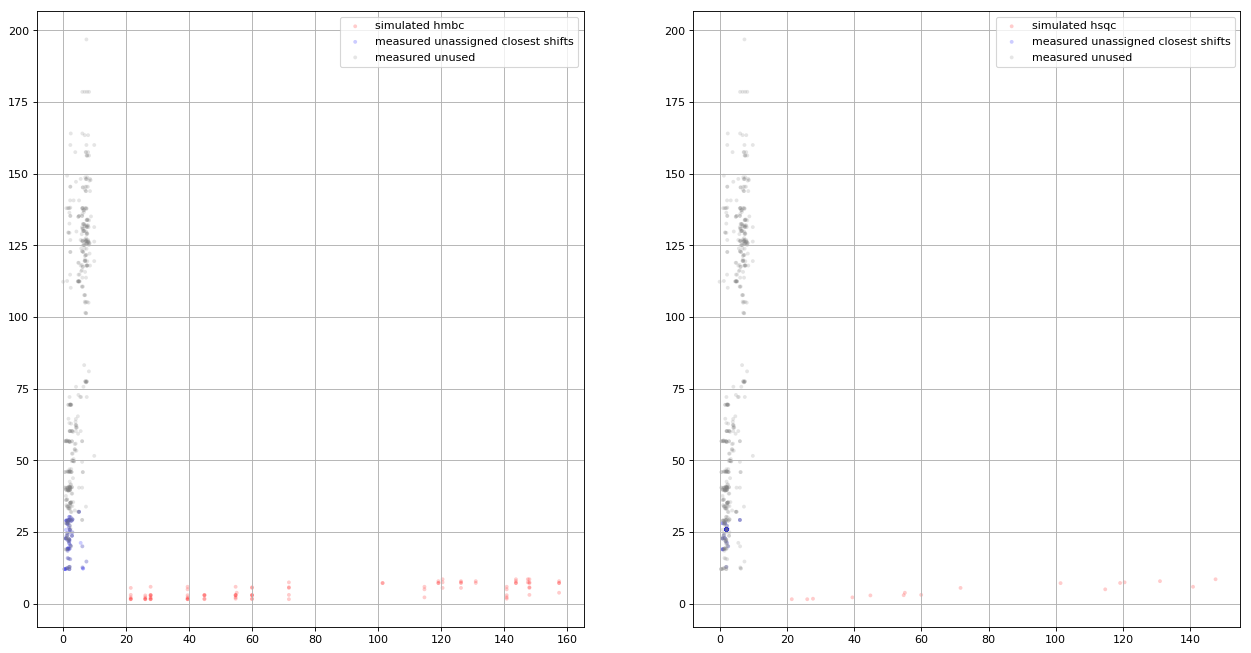 simulated hmbc
measured unassigned closest shifts
measured unused
200
175
150
125
100
75
50
25
0
0 20 40 60 80 100 120 140 160
simulated hsqc
measured unassigned closest shifts
measured unused
200
175
150
125
100
75
50
25
0
0 20 40 60 80 100 120 140